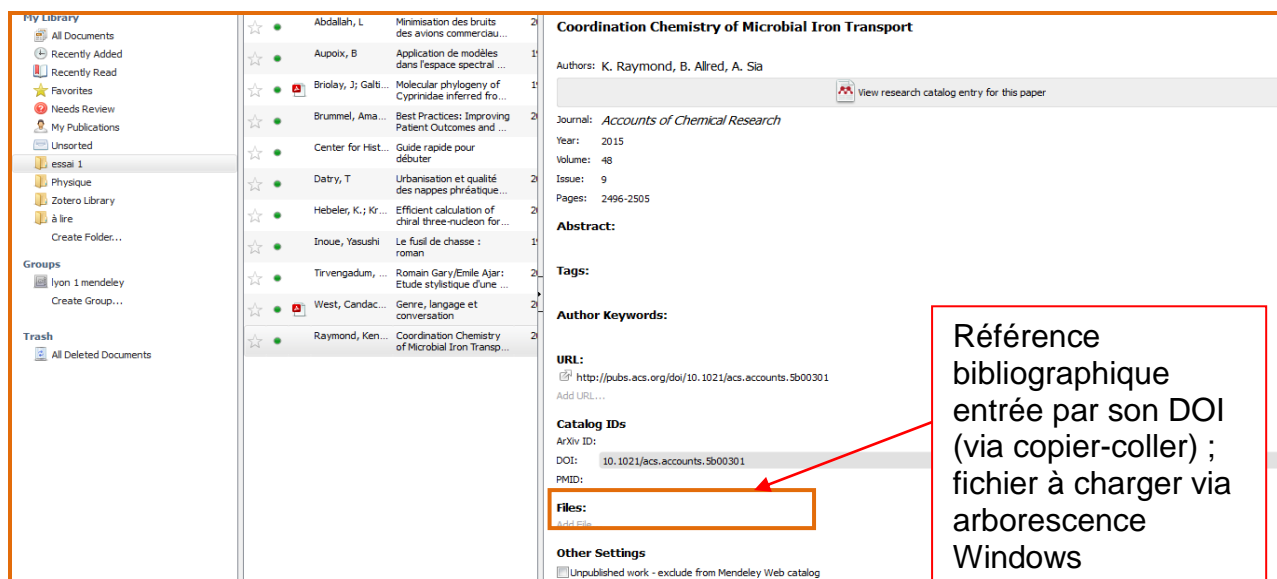 My Library
All Documents
Recently Added
Recently Read
Favorites
Needs Review
My Publications
Unsorted
essai 1
Physique
Zotero Library
à lire
Create Folder...
Groups
lyon 1 mendeley
Create Group...
Trash
All Deleted Documents
Abdallah, L
Minimisation des bruits
des avions commerciau...
Aupoix, B
Application de modèles
dans l'espace spectral ...
Briolay, J; Galti...
Molecular phylogeny of
Cyprinidae inferred fro...
Brummel, Ama...
Best Practices: Improving
Patient Outcomes and ...
Center for Hist...
Guide rapide pour
débuter
Datry, T
Urbanisation et qualité
des nappes phréatique...
Hebeler, K.; Kr...
Efficient calculation of
chiral three-nucleon for...
Inoue, Yasushi
Le fusil de chasse :
roman
Tirvengadum, ...
Romain Gary/Emile Ajar:
Etude stylistique d'une ...
West, Candac...
Genre, langage et
conversation
Raymond, Ken...
Coordination Chemistry
of Microbial Iron Transp...
Coordination Chemistry of Microbial Iron Transport
Authors: K. Raymond, B. Allred, A. Sia
View research catalog entry for this paper
Journal: Accounts of Chemical Research
Year: 2015
Volume: 48
Issue: 9
Pages: 2496-2505
Abstract:
Tags:
Author Keywords:
URL:
http://pubs.acs.org/doi/10.1021/acs.accounts.5b00301
Add URL...
Catalog IDs
ArXiv ID:
DOI: 10.1021/acs.accounts.5b00301
PMID:
Files:
Add File...
Other Settings
Unpublished work - exclude from Mendeley Web catalog
Référence
bibliographique
entrée par son DOI
(via copier-coller) ;
fichier à charger via
arborescence
Windows